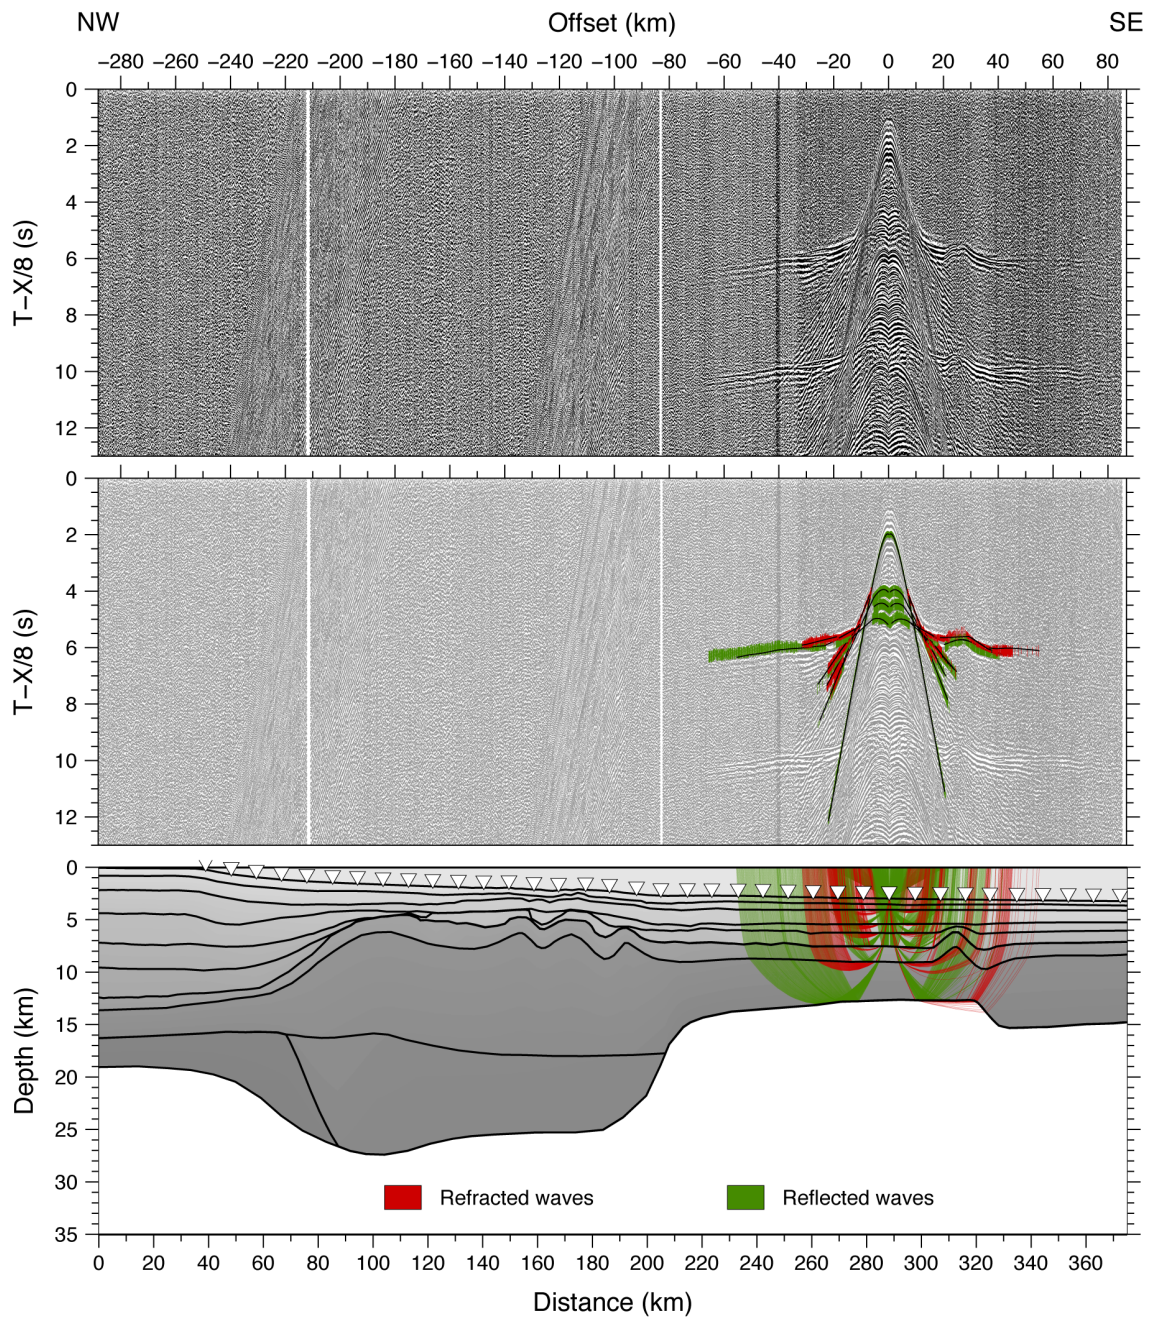 NW Offset (km) SE
−280 −260 −240 −220 −200 −180 −160 −140 −120 −100 −80 −60 −40 −20 0 20 40 60 80
0
2
4
6
8
10
12
T−X/8 (s)
0
2
4
6
8
10
12
T−X/8 (s)
0
5
10
15
20
25
30
35
Depth (km)
Refracted waves Reflected waves
0 20 40 60 80 100 120 140 160 180 200 220 240 260 280 300 320 340 360
Distance (km)